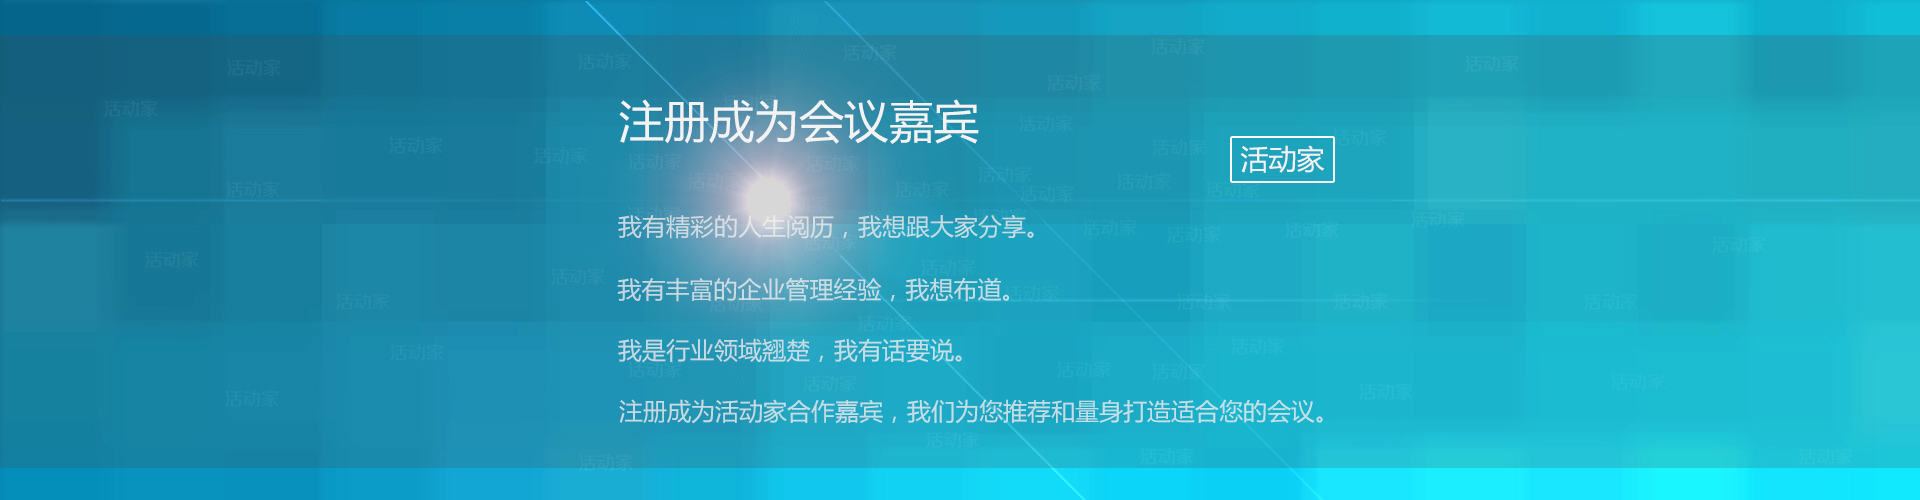 注册成为会议嘉宾
活动家
我有精彩的人生阅历，我想跟大家分享。
我有丰富的企业管理经验，我想布道。
我是行业领域翘楚，我有话要说。
注册成为活动家合作嘉宾，我们为您推荐和量身打造适合您的会议。